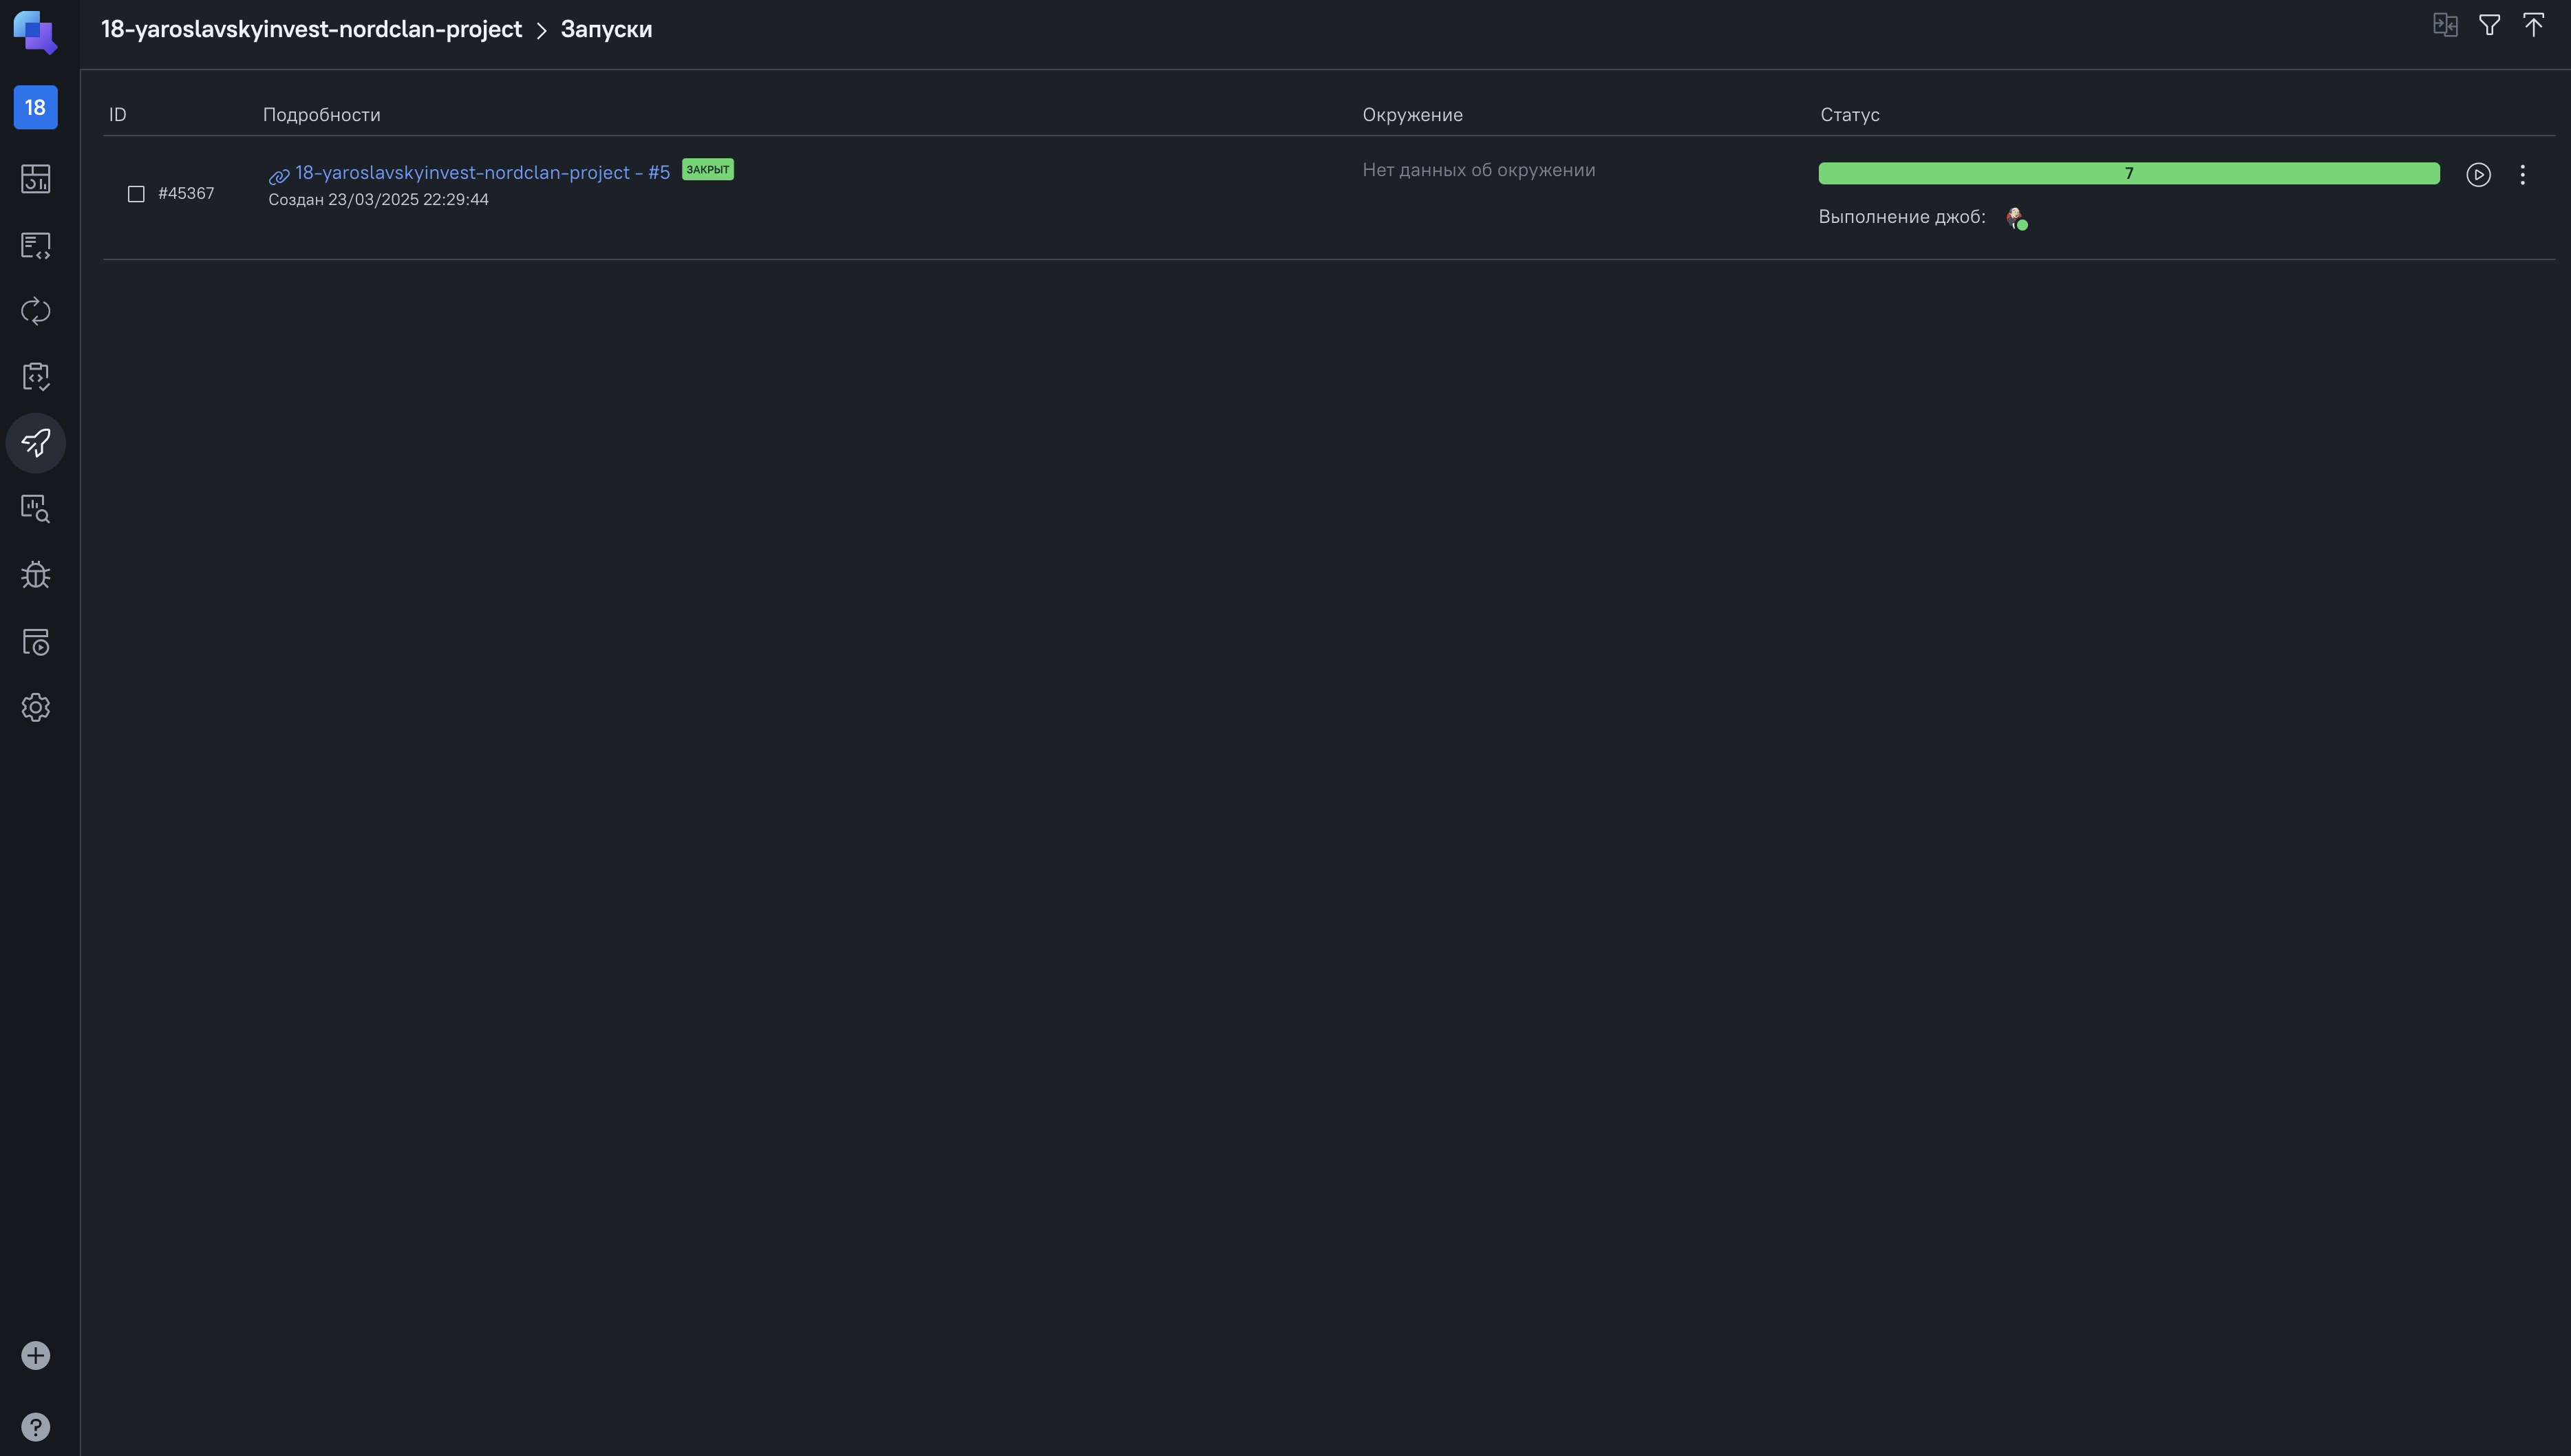 18-yaroslavskyinvest-nordclan-project > Запуски
18
ID Подробности Окружение Статус
#45367 18-yaroslavskyinvest-nordclan-project - #5 ЗАКРЫТ Нет данных об окружении 7
Создан 23/03/2025 22:29:44
Выполнение джоб: